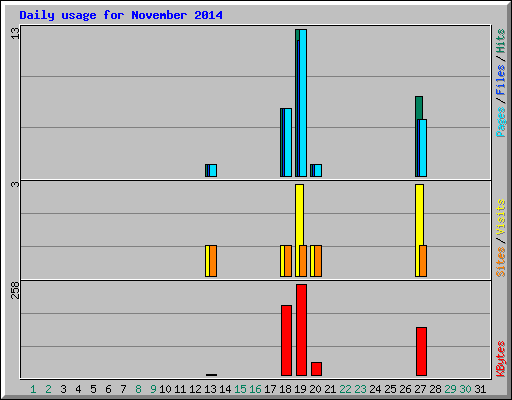 Daily usage for November 2014
13
Pages / Files / Hits
3
Sites / Visits
258
KBytes
1 2 3 4 5 6 7 8 9 10 11 12 13 14 15 16 17 18 19 20 21 22 23 24 25 26 27 28 29 30 31